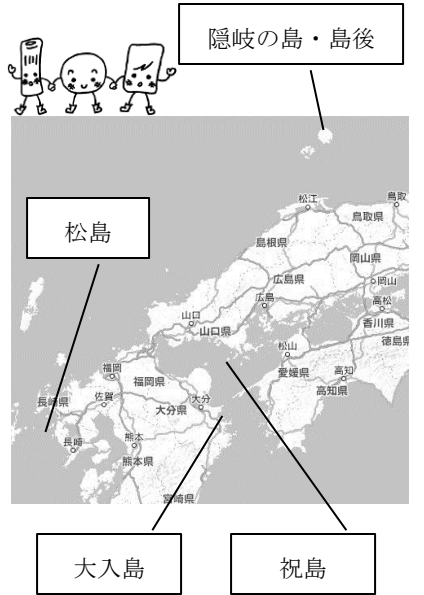 隠岐の島・島後
松島
松江
鳥取
鳥取県
島根県
岡山県
岡山
広島県
広島
高松
香川県
山口
山口県
徳島県
松山
愛媛県
高知
高知県
福岡
福岡県
佐賀
大分
大分県
長崎県
長崎
熊本
熊本県
宮崎県
大入島
祝島